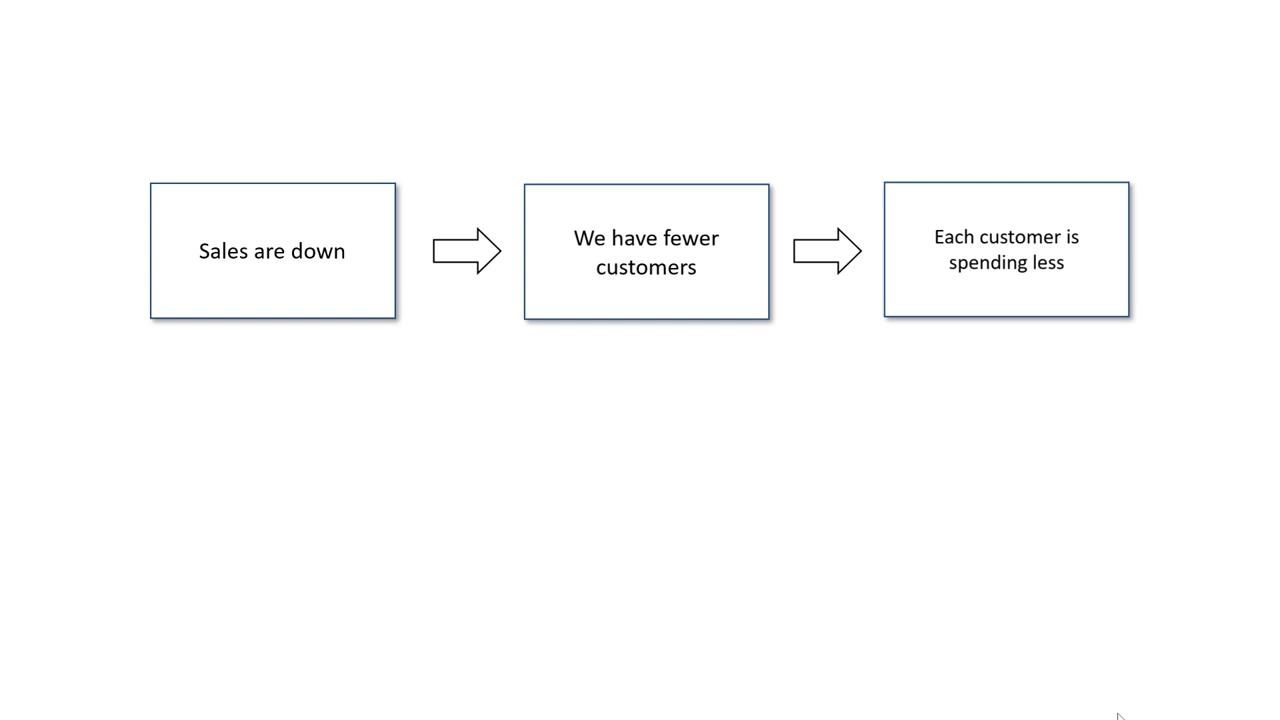 Sales are down
We have fewer
customers
Each customer is
spending less